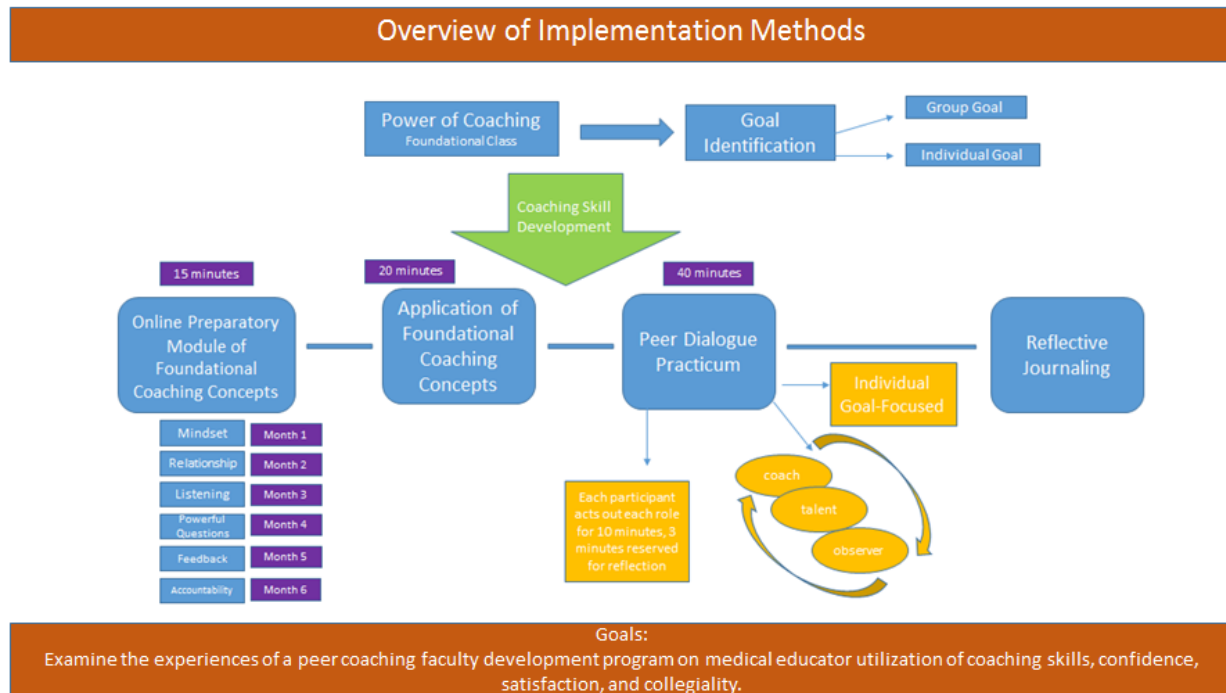 Overview of Implementation Methods
Power of Coaching
Foundational Class
Goal
Identification
Group Goal
Individual Goal
Coaching Skill
Development
15 minutes
20 minutes
40 minutes
Online Preparatory
Module of
Foundational
Coaching Concepts
Application of
Foundational
Coaching
Concepts
Peer Dialogue
Practicum
Reflective
Journaling
Individual
Goal-Focused
Mindset
Month 1
Relationship
Month 2
Listening
Month 3
Powerful
Questions
Month 4
Feedback
Month 5
Accountability
Month 6
Each participant
acts out each role
for 10 minutes, 3
minutes reserved
for reflection
coach
talent
observer
Goals:
Examine the experiences of a peer coaching faculty development program on medical educator utilization of coaching skills, confidence,
satisfaction, and collegiality.